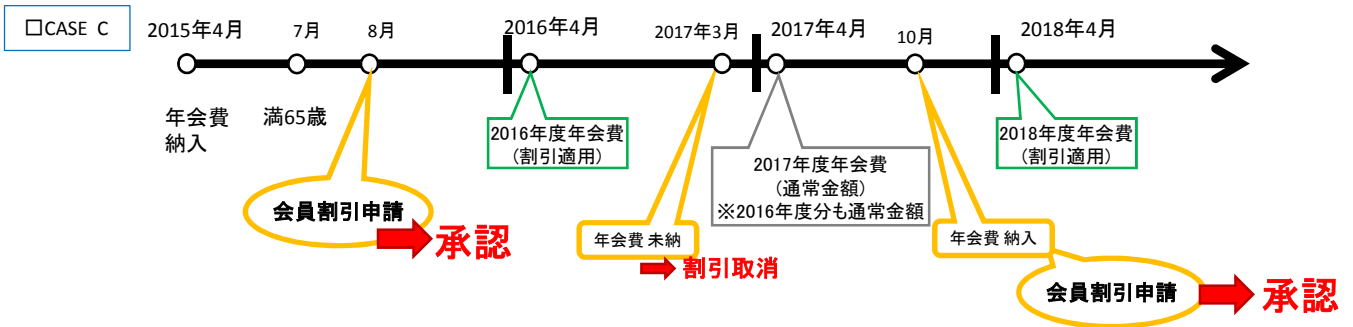 □CASE C
2015年4月
7月
8月
2016年4月
2017年3月
2017年4月
10月
2018年4月
年会費
納入
満65歳
2016年度年会費
(割引適用)
2017年度年会費
(通常金額)
※2016年度分も通常金額
2018年度年会費
(割引適用)
会員割引申請
承認
年会費 未納
割引取消
年会費 納入
会員割引申請
承認